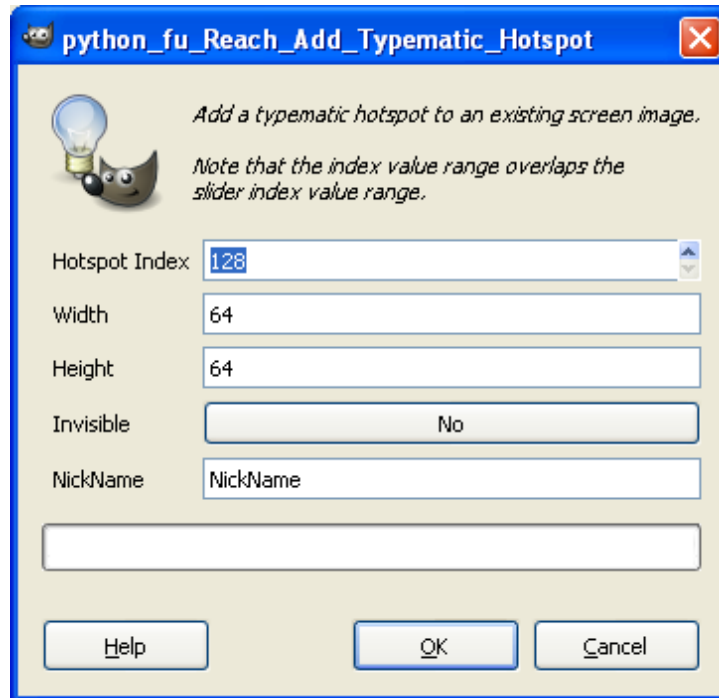 python_fu_Reach_Add_Typematic_Hotspot
Add a typematic hotspot to an existing screen image.
Note that the index value range overlaps the
slider index value range.
Hotspot Index 128
Width 64
Height 64
Invisible No
NickName NickName
Help OK Cancel